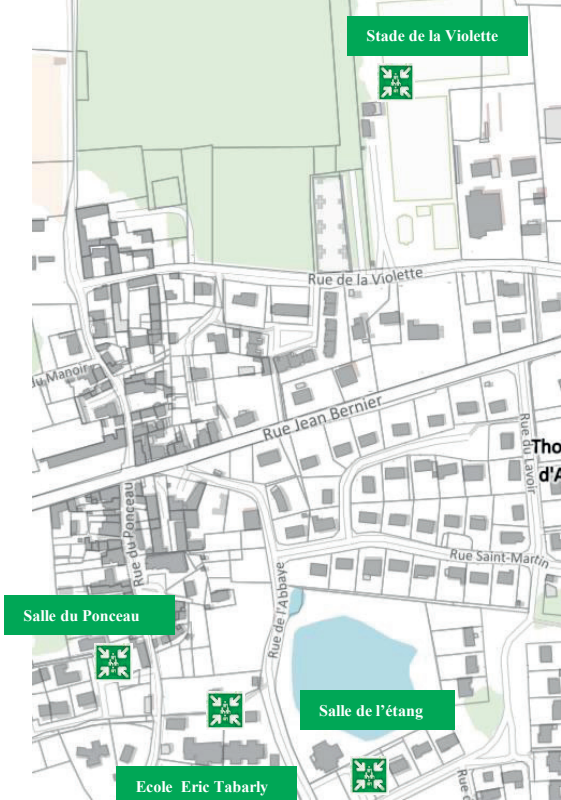 Stade de la Violette
Rue de la Violette
du Manoir
Rue Jean Bernier
Rue du Lavoir
Tho
d'A
Rue du Ponceau
Rue Saint-Martin
Rue de l'Abbaye
Salle du Ponceau
Salle de l'étang
Ecole Eric Tabarly
Rue d